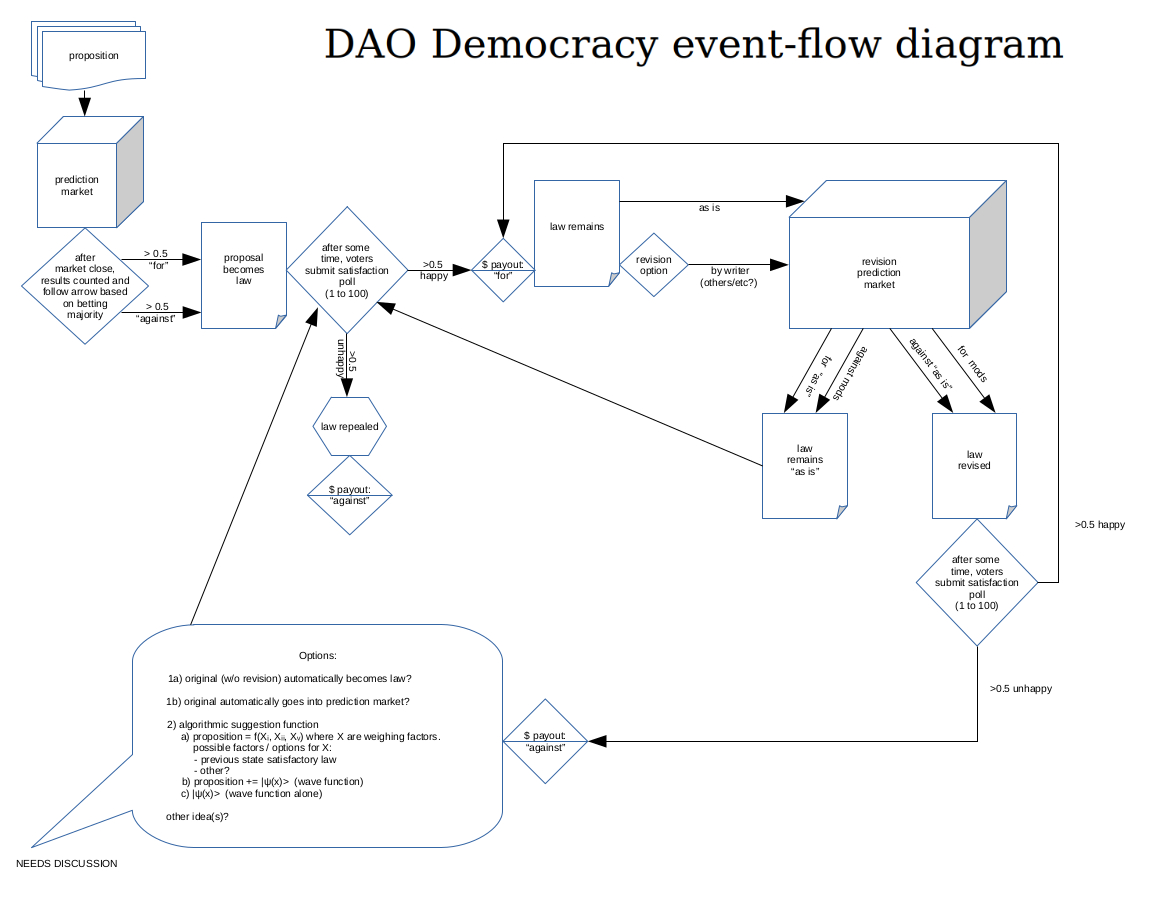 DAO Democracy event-flow diagram
proposition
prediction
market
after
market close,
results counted and
follow arrow based
on betting
majority
> 0.5
“for”
> 0.5
“against”
proposal
becomes
law
after some
time, voters
submit satisfaction
poll
(1 to 100)
>0.5
happy
>0.5
unhappy
law repealed
$ payout:
“against”
$ payout:
“for”
law remains
as is
revision
option
by writer
(others/etc?)
revision
prediction
market
for “as is”
against mods
against “as is”
for mods
law
remains
“as is”
law
revised
after some
time, voters
submit satisfaction
poll
(1 to 100)
>0.5 happy
>0.5 unhappy
$ payout:
“against”
Options:
1a) original (w/o revision) automatically becomes law?
1b) original automatically goes into prediction market?
2) algorithmic suggestion function
a) proposition = f(Xᵢ, Xᵢᵢ, Xᵥ) where X are weighing factors.
possible factors / options for X:
- previous state satisfactory law
- other?
b) proposition += |ψ(x)> (wave function)
c) |ψ(x)> (wave function alone)
other idea(s)?
NEEDS DISCUSSION